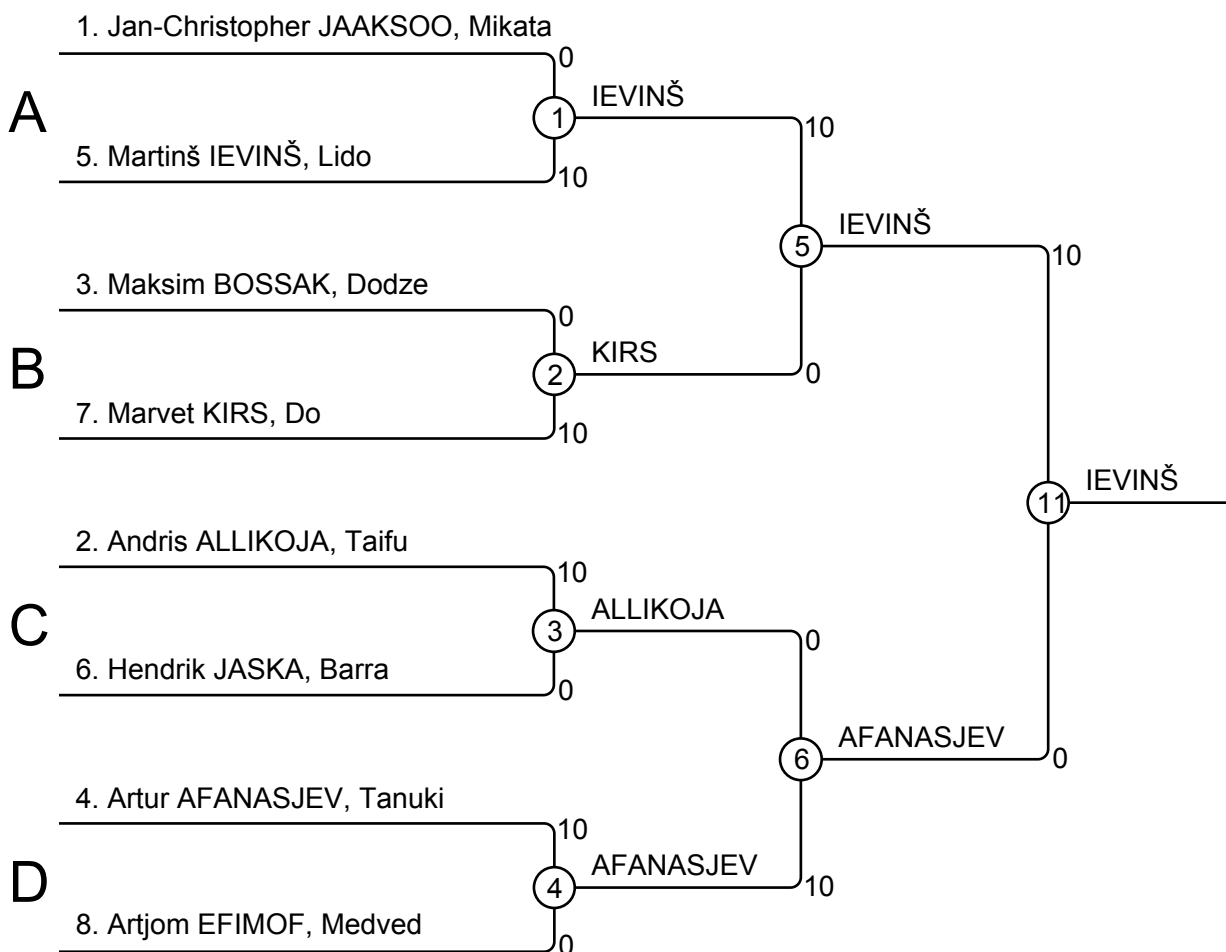 1. Jan-Christopher JAAKSOO, Mikata
0
A
1
IEVINŠ
10
5. Martinš IEVINŠ, Lido
10
5
IEVINŠ
10
3. Maksim BOSSAK, Dodze
0
B
2
KIRS
0
7. Marvet KIRS, Do
10
11
IEVINŠ
2. Andris ALLIKOJA, Taifu
10
C
3
ALLIKOJA
0
6. Hendrik JASKA, Barra
0
6
AFANASJEV
0
4. Artur AFANASJEV, Tanuki
10
D
4
AFANASJEV
10
8. Artjom EFIMOF, Medved
0